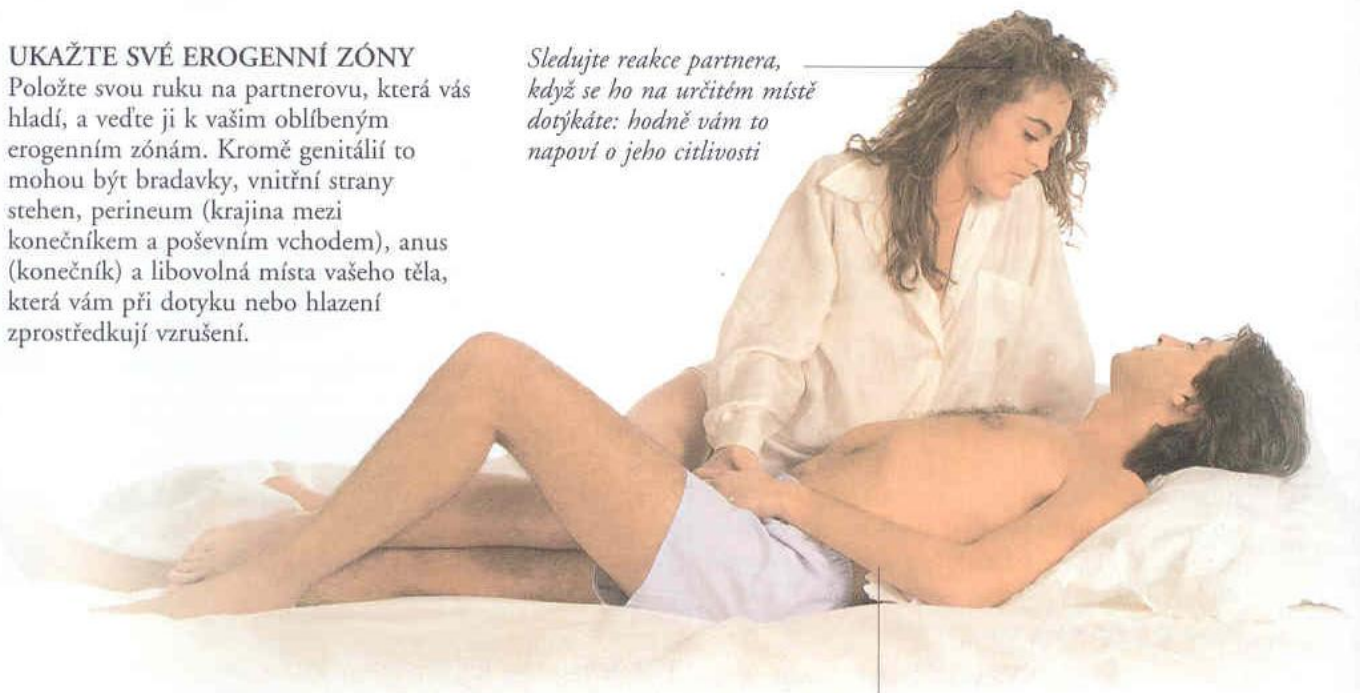 UKAŽTE SVÉ EROGENNÍ ZÓNY
Položte svou ruku na partnerovu, která vás
hladí, a veďte ji k vašim oblíbeným
erogenním zónám. Kromě genitálií to
mohou být bradavky, vnitřní strany
stehen, perineum (krajina mezi
konečníkem a poševním vchodem), anus
(konečník) a libovolná místa vašeho těla,
která vám při dotyku nebo hlazení
zprostředkují vzrušení.
Sledujte reakce partnera,
když se ho na určitém místě
dotýkáte: hodně vám to
napoví o jeho citlivosti